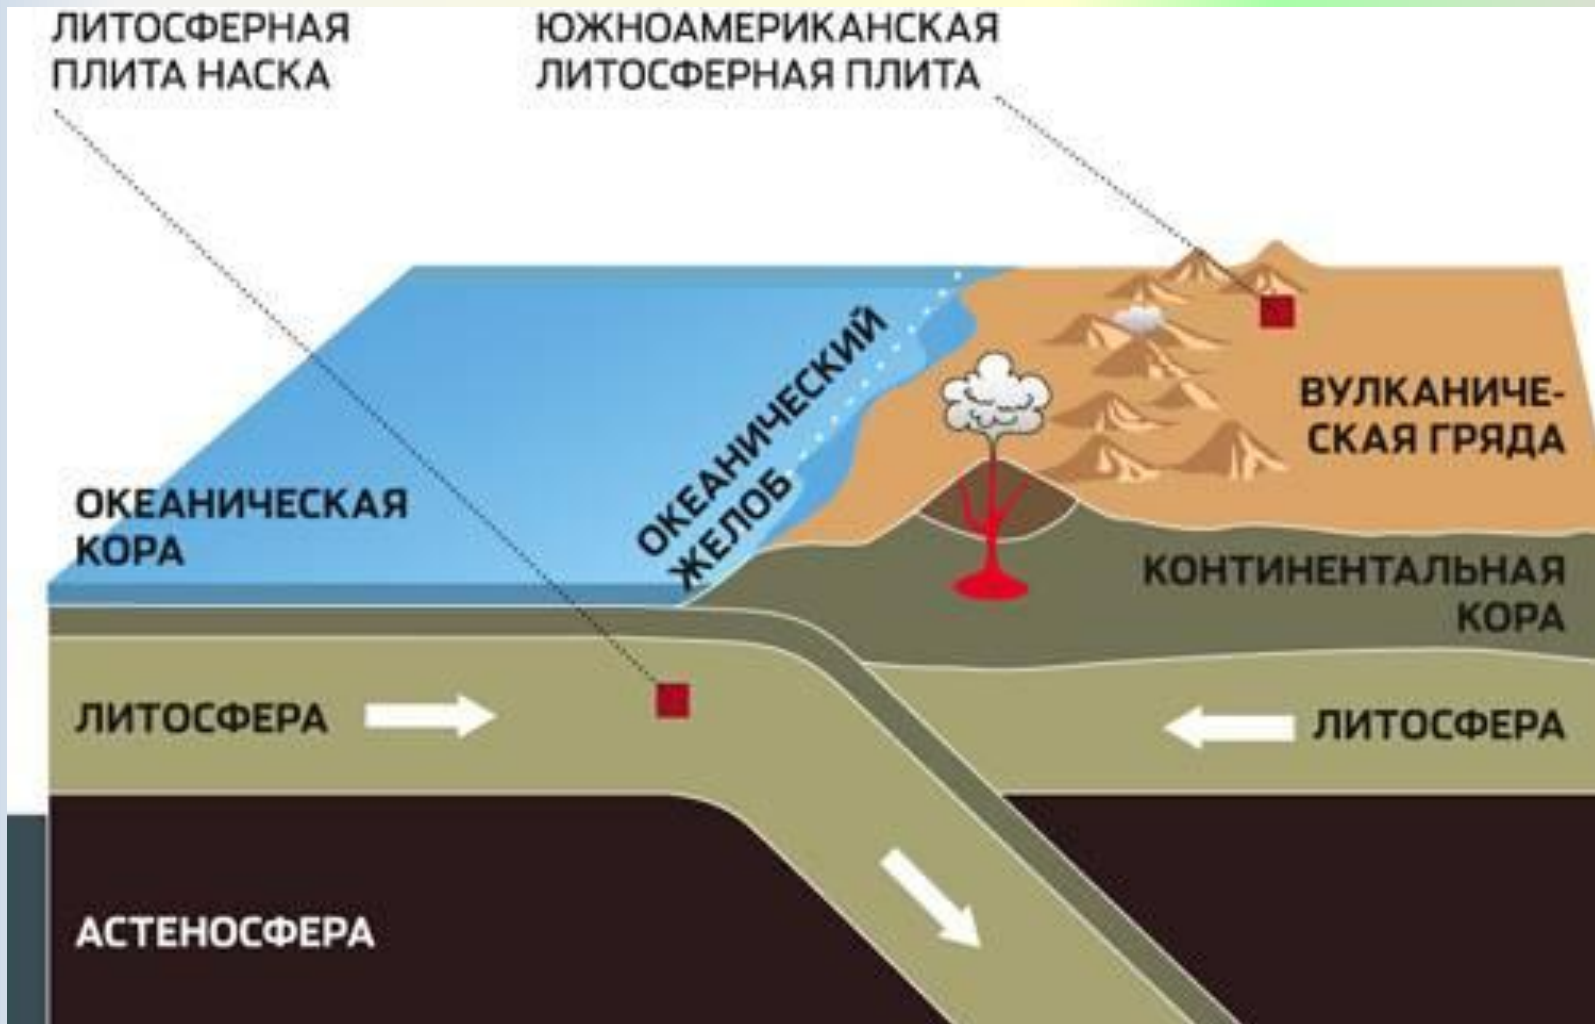 ЛИТОСФЕРНАЯ
ПЛИТА НАСКА
ЮЖНОАМЕРИКАНСКАЯ
ЛИТОСФЕРНАЯ ПЛИТА
ОКЕАНИЧЕСКИЙ
ЖЕЛОБ
ВУЛКАНИЧЕ-
СКАЯ ГРЯДА
ОКЕАНИЧЕСКАЯ
КОРА
КОНТИНЕНТАЛЬНАЯ
КОРА
ЛИТОСФЕРА
ЛИТОСФЕРА
АСТЕНОСФЕРА